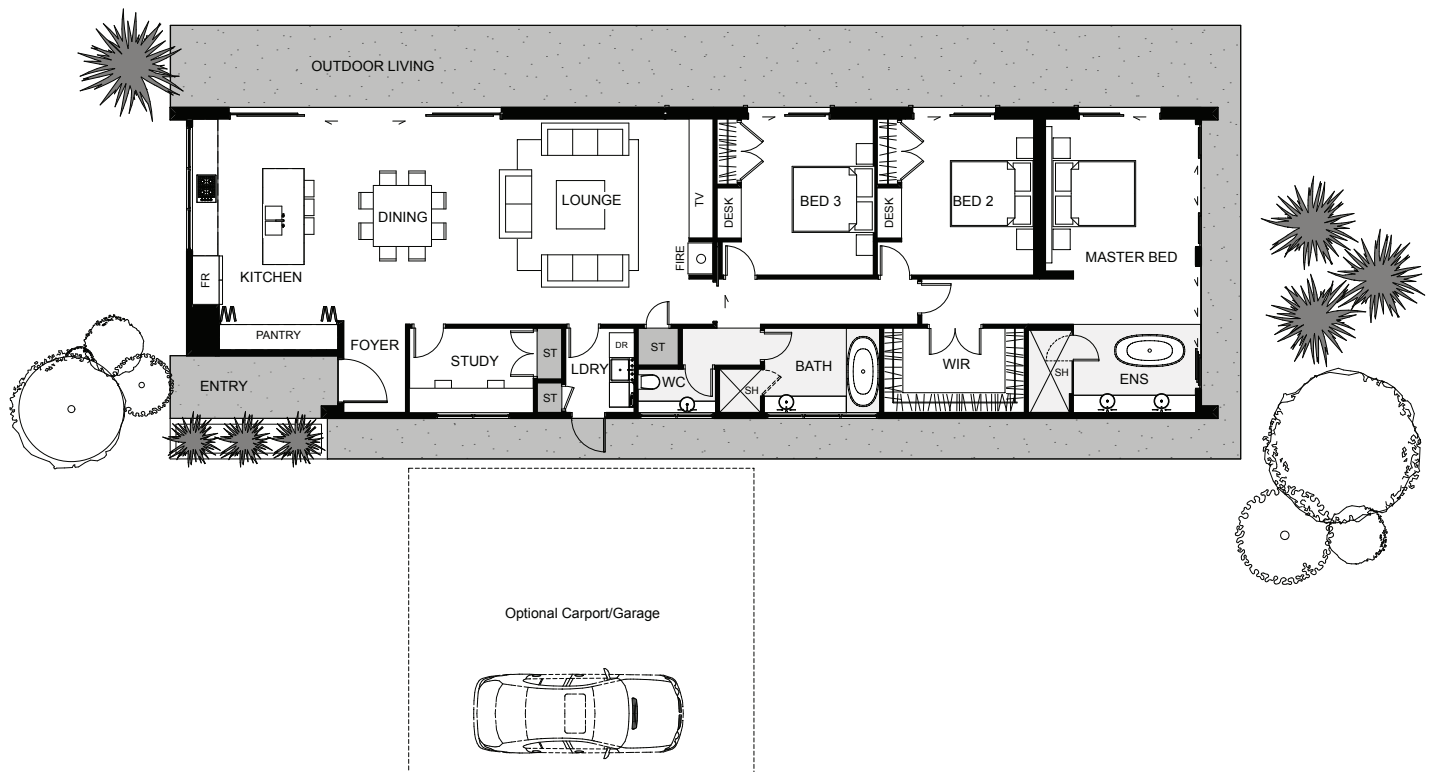 OUTDOOR LIVING
LOUNGE
TV
DESK
BED 3
DESK
BED 2
DINING
FIRE
MASTER BED
FR
KITCHEN
PANTRY
FOYER
STUDY
ST
LDRY
DR
ST
BATH
WIR
SH
ENS
ENTRY
ST
WC
SH
Optional Carport/Garage